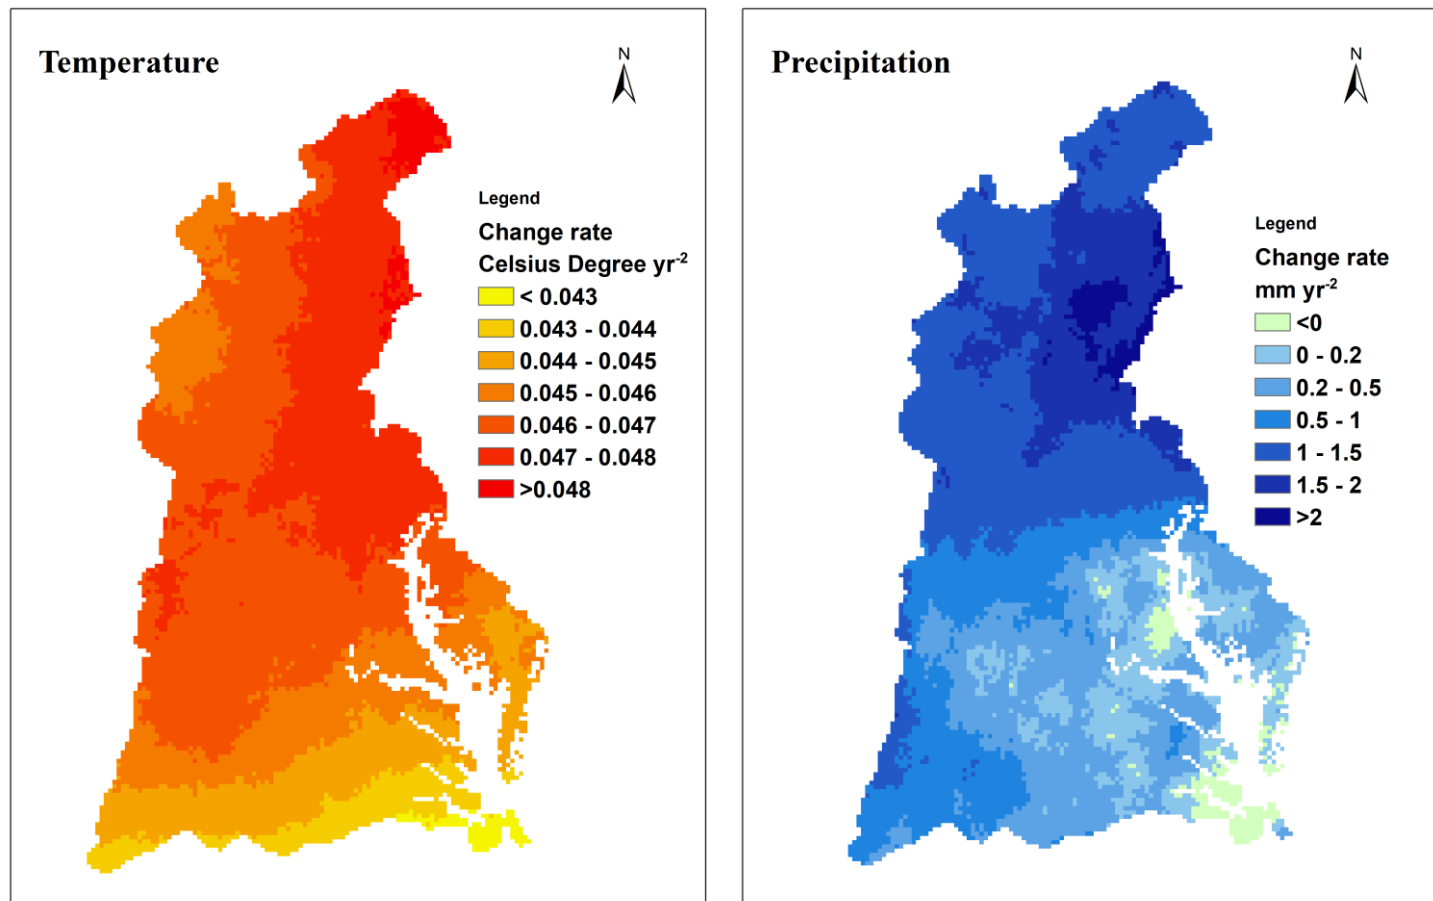 Temperature
N
Legend
Change rate
Celsius Degree yr-2
< 0.043
0.043 - 0.044
0.044 - 0.045
0.045 - 0.046
0.046 - 0.047
0.047 - 0.048
>0.048
Precipitation
N
Legend
Change rate
mm yr-2
<0
0 - 0.2
0.2 - 0.5
0.5 - 1
1 - 1.5
1.5 - 2
>2